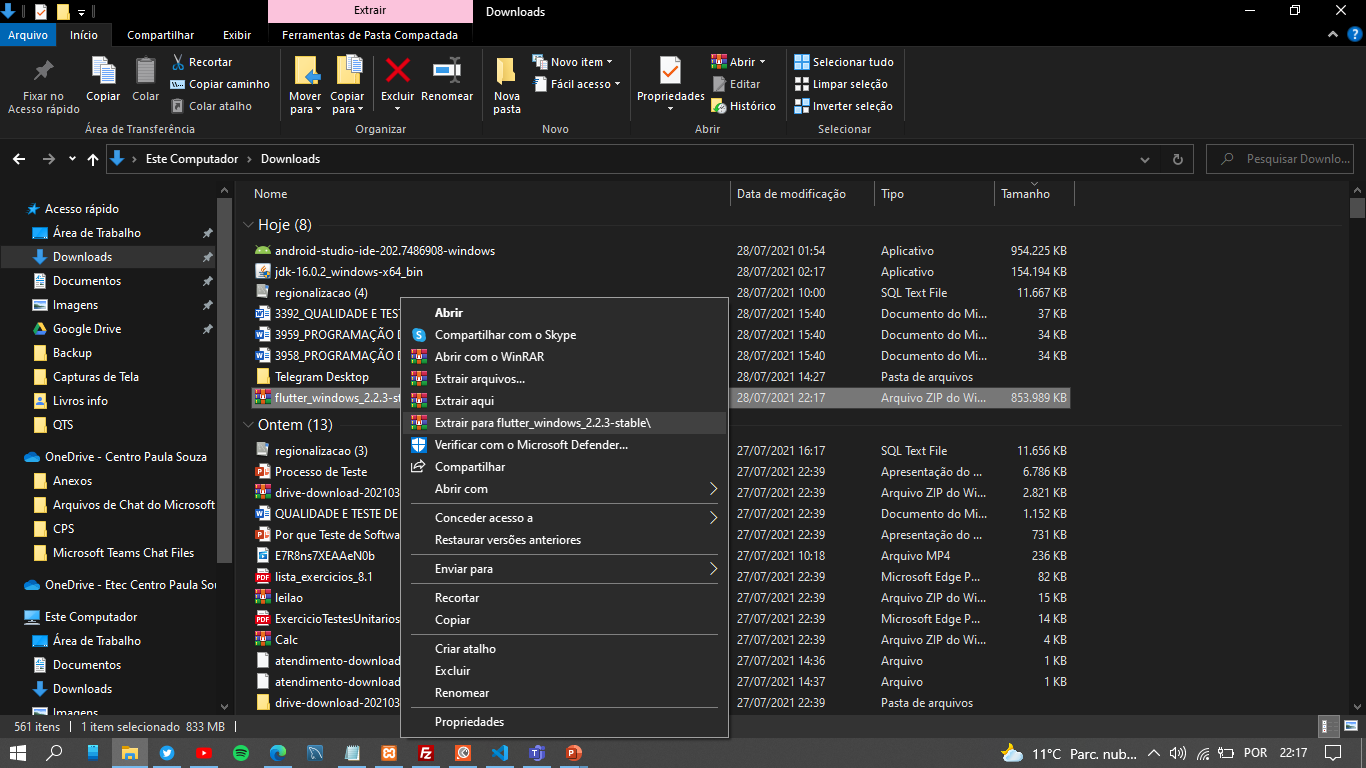 Extrair
Downloads
Arquivo
Início
Compartilhar
Exibir
Ferramentas de Pasta Compactada
Fixar no
Acesso rápido
Copiar
Colar
Recortar
Copiar caminho
Colar atalho
Área de Transferência
Mover
para
Copiar
para
Excluir
Renomear
Organizar
Nova
pasta
Novo item
Fácil acesso
Novo
Propriedades
Abrir
Editar
Histórico
Abrir
Selecionar tudo
Limpar seleção
Inverter seleção
Selecionar
Este Computador > Downloads
Pesquisar Downlo...
Acesso rápido
Área de Trabalho
Downloads
Documentos
Imagens
Google Drive
Backup
Capturas de Tela
Livros info
QTS
OneDrive - Centro Paula Souza
Anexos
Arquivos de Chat do Microsoft
CPS
Microsoft Teams Chat Files
OneDrive - Etec Centro Paula Sou
Este Computador
Área de Trabalho
Documentos
Downloads
Imagens
Nome Data de modificação Tipo Tamanho
Hoje (8)
android-studio-ide-202.7486908-windows 28/07/2021 01:54 Aplicativo 954.225 KB
jdk-16.0.2_windows-x64_bin 28/07/2021 02:17 Aplicativo 154.194 KB
regionalizacao (4) 28/07/2021 10:00 SQL Text File 11.667 KB
3392_QUALIDADE E TEST 28/07/2021 15:40 Documento do Mi... 37 KB
3959_PROGRAMAÇÃO D 28/07/2021 15:40 Documento do Mi... 34 KB
3958_PROGRAMAÇÃO D 28/07/2021 15:40 Documento do Mi... 34 KB
Telegram Desktop 28/07/2021 14:27 Pasta de arquivos
flutter_windows_2.2.3-st 28/07/2021 22:17 Arquivo ZIP do Wi... 853.989 KB
Ontem (13)
regionalizacao (3) 27/07/2021 16:17 SQL Text File 11.656 KB
Processo de Teste 27/07/2021 22:39 Apresentação do ... 6.786 KB
drive-download-202103 27/07/2021 22:39 Arquivo ZIP do Wi... 2.821 KB
QUALIDADE E TESTE DE 27/07/2021 22:39 Documento do Mi... 1.152 KB
Por que Teste de Softwa 27/07/2021 22:39 Apresentação do ... 731 KB
E7R8ns7XEAAeN0b 27/07/2021 10:18 Arquivo MP4 236 KB
lista_exercicios_8.1 27/07/2021 22:39 Microsoft Edge P... 82 KB
leilao 27/07/2021 22:39 Arquivo ZIP do Wi... 15 KB
ExercicioTestesUnitarios 27/07/2021 22:39 Microsoft Edge P... 14 KB
Calc 27/07/2021 22:39 Arquivo ZIP do Wi... 4 KB
atendimento-download 27/07/2021 14:36 Arquivo 1 KB
atendimento-download 27/07/2021 14:37 Arquivo 1 KB
drive-download-202103 27/07/2021 22:39 Pasta de arquivos
Abrir
Compartilhar com o Skype
Abrir com o WinRAR
Extrair arquivos...
Extrair aqui
Extrair para flutter_windows_2.2.3-stable\
Verificar com o Microsoft Defender...
Compartilhar
Abrir com
Conceder acesso a
Restaurar versões anteriores
Enviar para
Recortar
Copiar
Criar atalho
Excluir
Renomear
Propriedades
561 itens 1 item selecionado 833 MB
11°C Parc. nub... POR 22:17